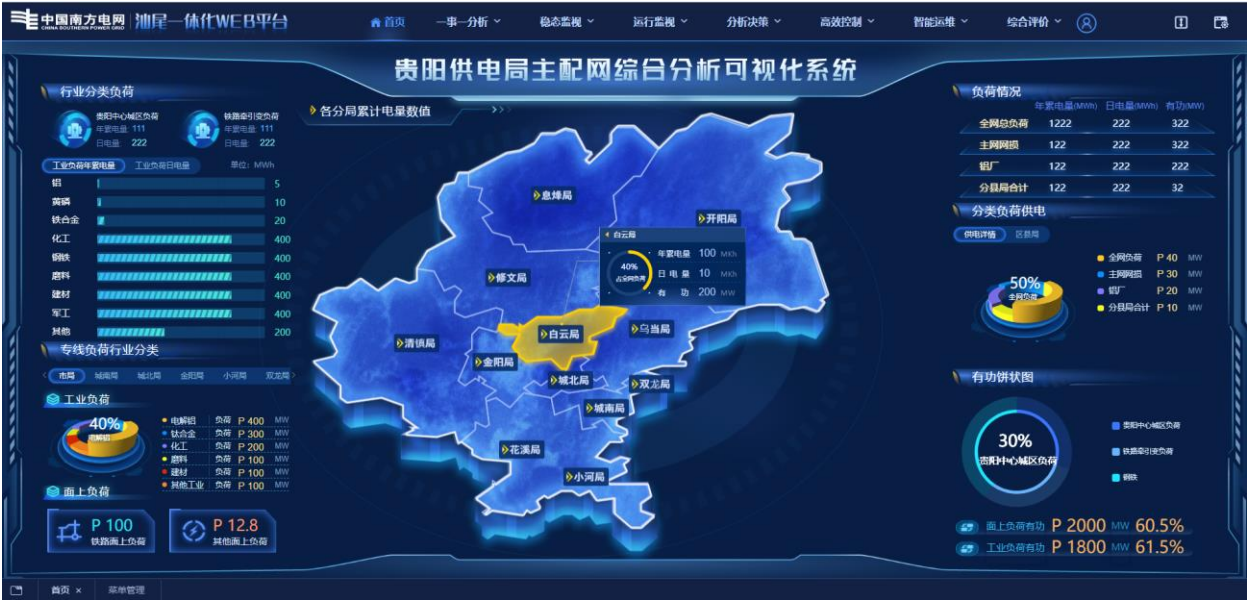 中国南方电网 CHINA SOUTHERN POWER GRID 汕尾一体化WEB平台 首页 一事一分析 稳态监视 运行监视 分析决策 高效控制 智能运维 综合评价
贵阳供电局主配网综合分析可视化系统
行业分类负荷
贵阳中心城区负荷
年累电量 111
日电量 222
铁路牵引变负荷
年累电量 111
日电量 222
工业负荷年累电量 工业负荷日电量 单位:MWh
铝 5
黄磷 10
铁合金 20
化工 400
钢铁 400
磨料 400
建材 400
军工 400
其他 200
专线负荷行业分类
市局 城南局 城北局 金阳局 小河局 双龙局
工业负荷
40%
电解铝
电解铝 负荷 P 400 MW
钛合金 负荷 P 300 MW
化工 负荷 P 200 MW
磨料 负荷 P 100 MW
建材 负荷 P 100 MW
其他工业 负荷 P 100 MW
面上负荷
P 100
铁路面上负荷
P 12.8
其他面上负荷
各分局累计电量数值
息烽局
开阳局
白云局
40%
占全网负荷
年累电量 100 MKh
日电量 10 MKh
有功 200 MW
修文局
白云局
乌当局
清镇局
金阳局
城北局
双龙局
城南局
花溪局
小河局
负荷情况
年累电量(MWh) 日电量(MWh) 有功(MW)
全网总负荷 1222 222 322
主网网损 122 222 322
铝厂 122 222 222
分县局合计 122 222 32
分类负荷供电
供电详情 区县局
50%
主网负荷
全网负荷 P 40 MW
主网网损 P 30 MW
铝厂 P 20 MW
分县局合计 P 10 MW
有功饼状图
30%
贵阳中心城区负荷
贵阳中心城区负荷
铁路牵引变负荷
钢铁
面上负荷有功 P 2000 MW 60.5%
工业负荷有功 P 1800 MW 61.5%
首页 × 菜单管理